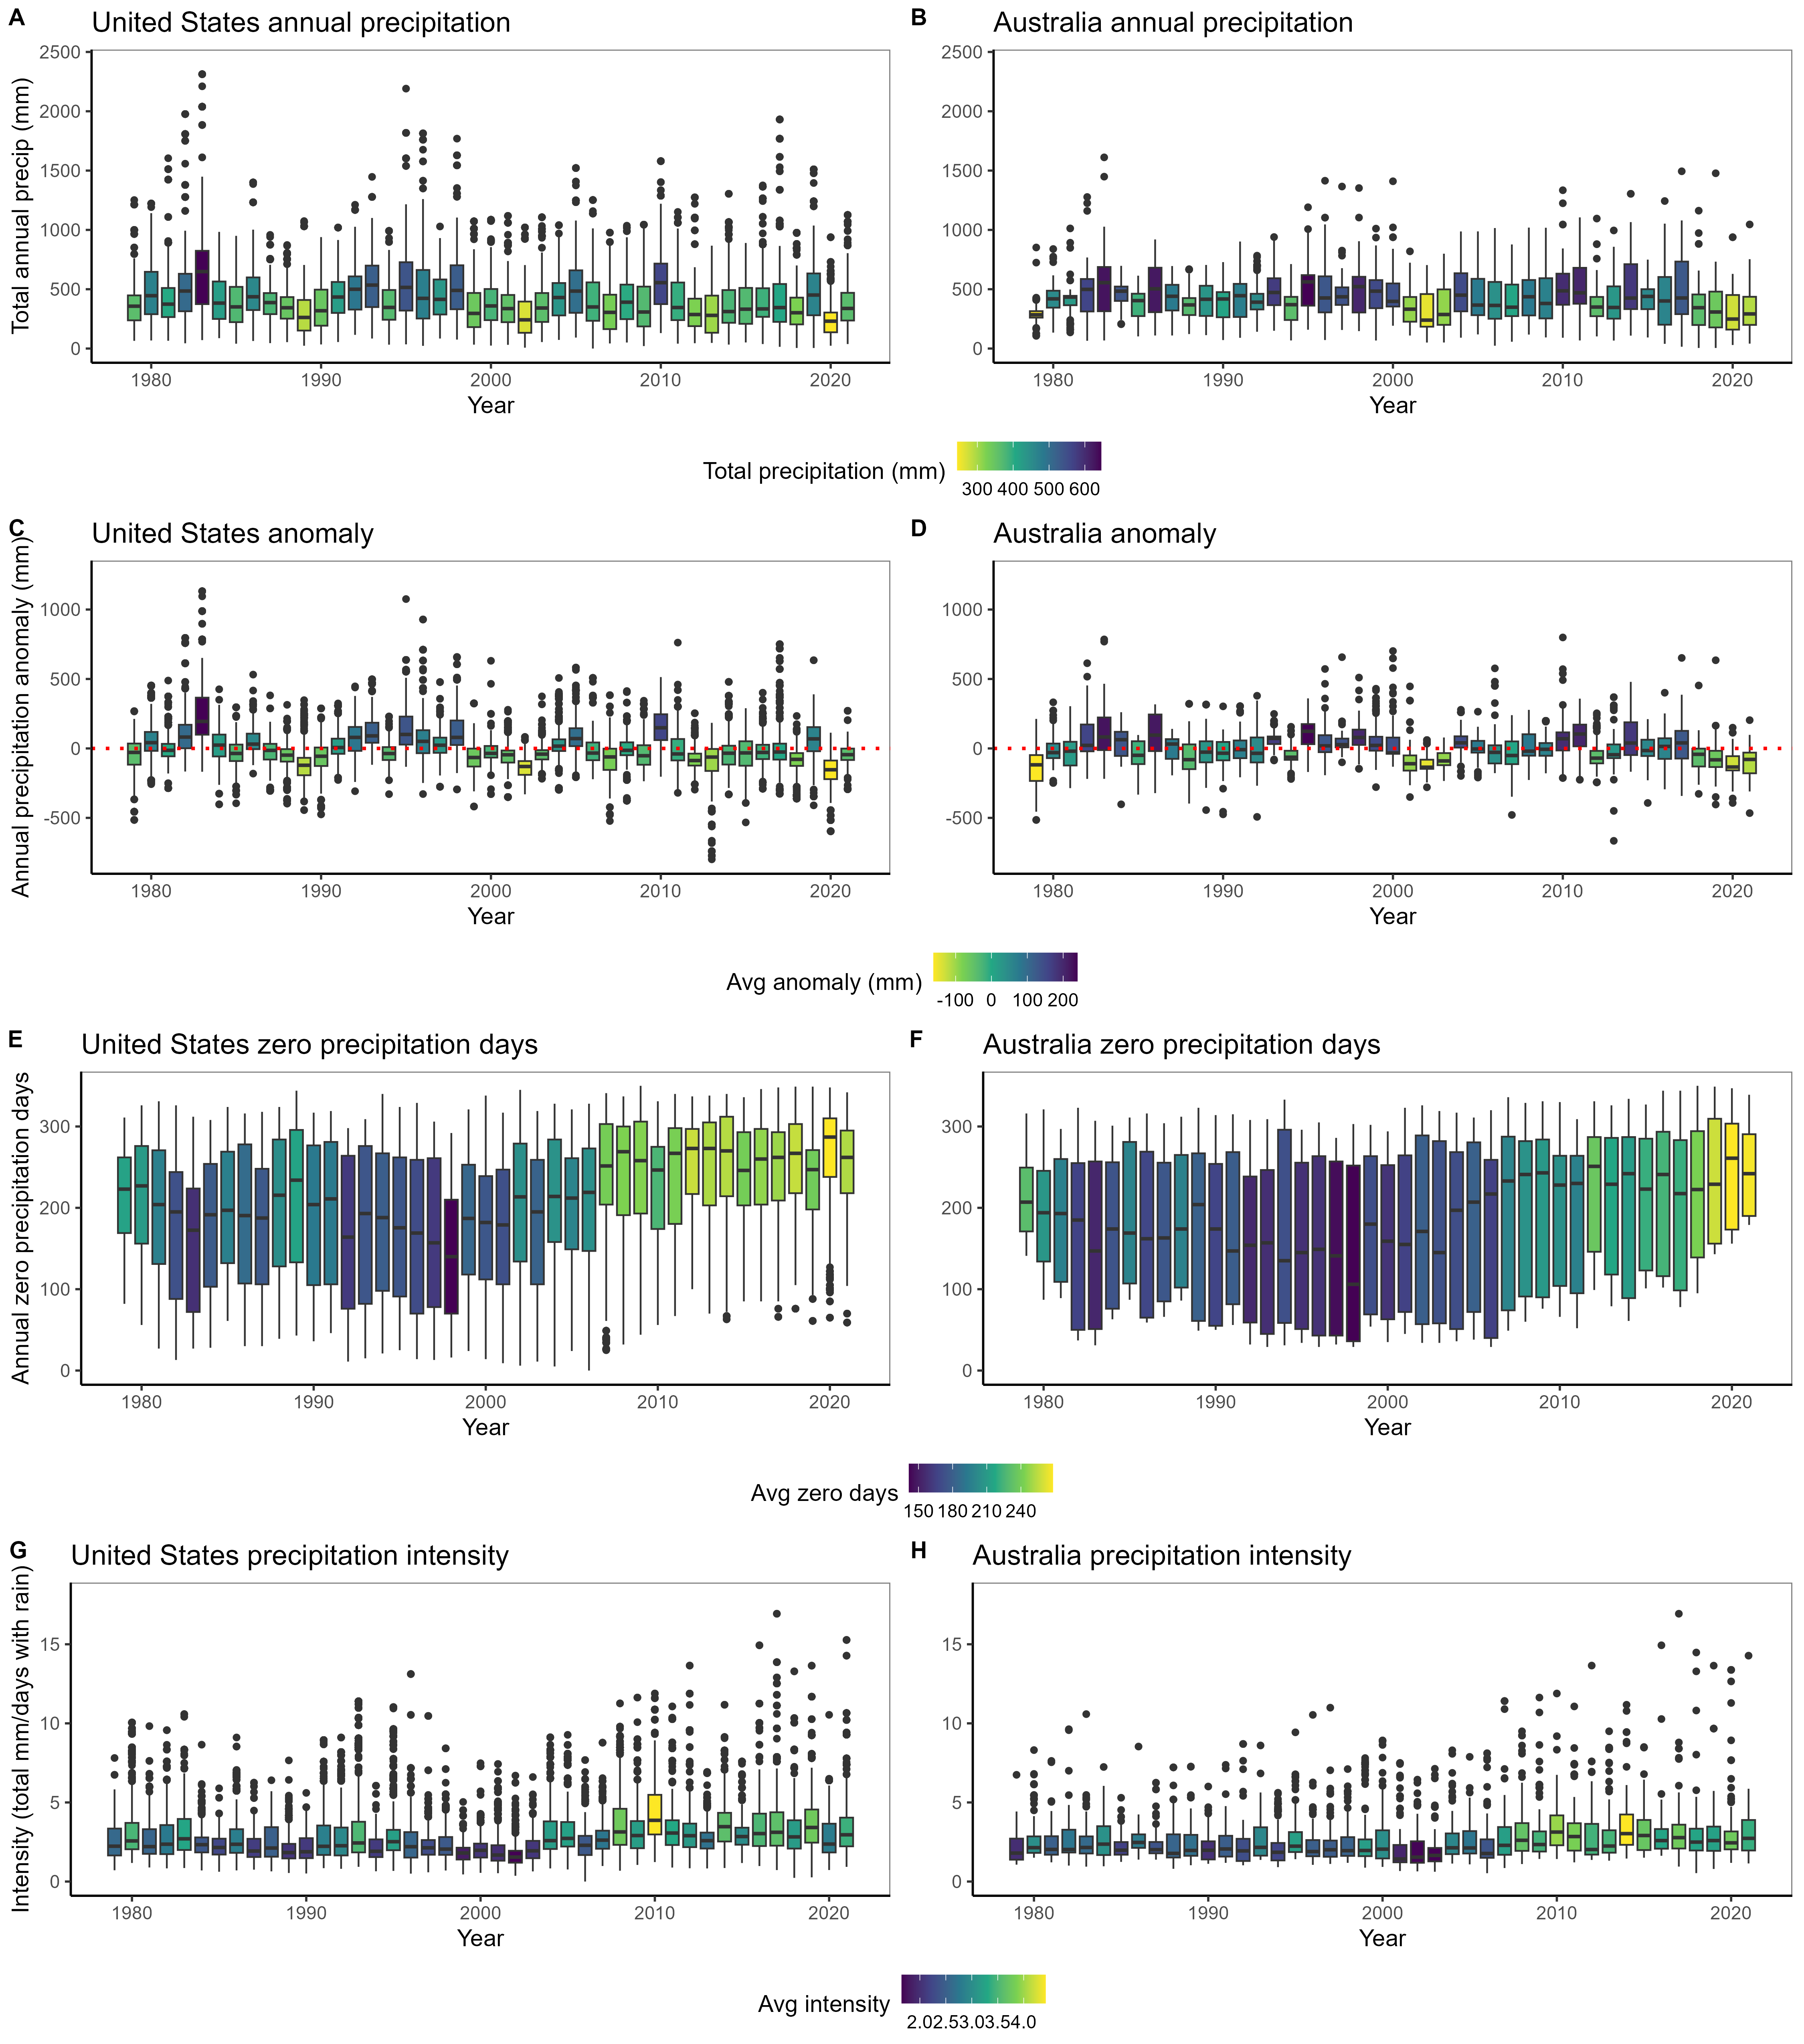 A United States annual precipitation
B Australia annual precipitation
Total annual precip (mm)
2500
2000
1500
1000
500
0
1980 1990 2000 2010 2020
Year
2500
2000
1500
1000
500
0
1980 1990 2000 2010 2020
Year
Total precipitation (mm)
300 400 500 600
C United States anomaly
D Australia anomaly
Annual precipitation anomaly (mm)
1000
500
0
-500
1980 1990 2000 2010 2020
Year
1000
500
0
-500
1980 1990 2000 2010 2020
Year
Avg anomaly (mm)
-100 0 100 200
E United States zero precipitation days
F Australia zero precipitation days
Annual zero precipitation days
300
200
100
0
1980 1990 2000 2010 2020
Year
300
200
100
0
1980 1990 2000 2010 2020
Year
Avg zero days
150 180 210 240
G United States precipitation intensity
H Australia precipitation intensity
Intensity (total mm/days with rain)
15
10
5
0
1980 1990 2000 2010 2020
Year
15
10
5
0
1980 1990 2000 2010 2020
Year
Avg intensity
2.02.53.03.54.0